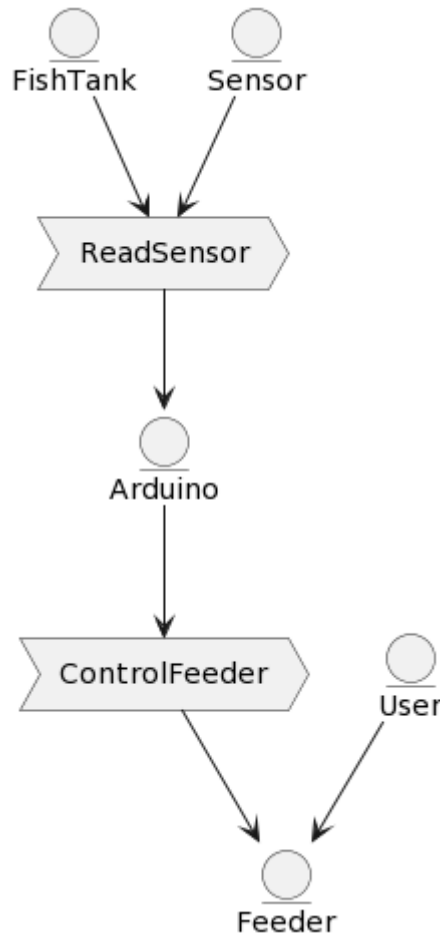 FishTank
Sensor
ReadSensor
Arduino
ControlFeeder
User
Feeder